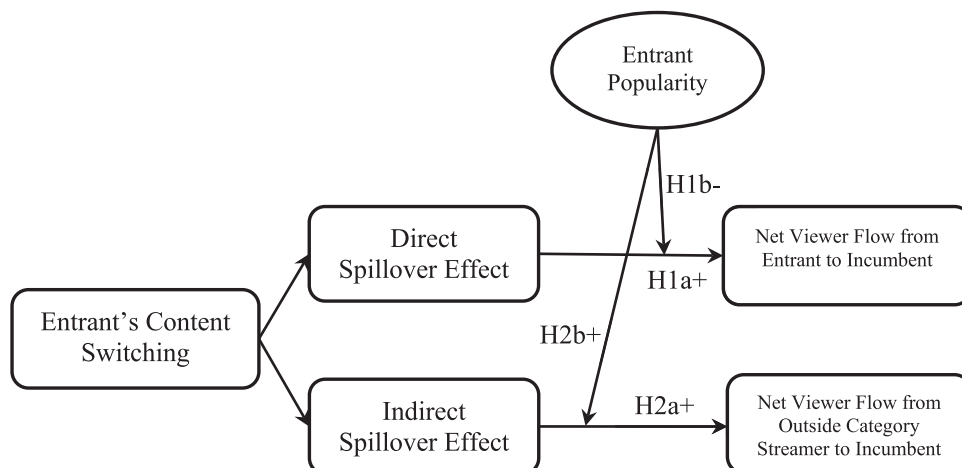 Entrant
Popularity
H1b-
Direct
Spillover Effect
Net Viewer Flow from
Entrant to Incumbent
H1a+
Entrant’s Content
Switching
H2b+
Indirect
Spillover Effect
H2a+
Net Viewer Flow from
Outside Category
Streamer to Incumbent